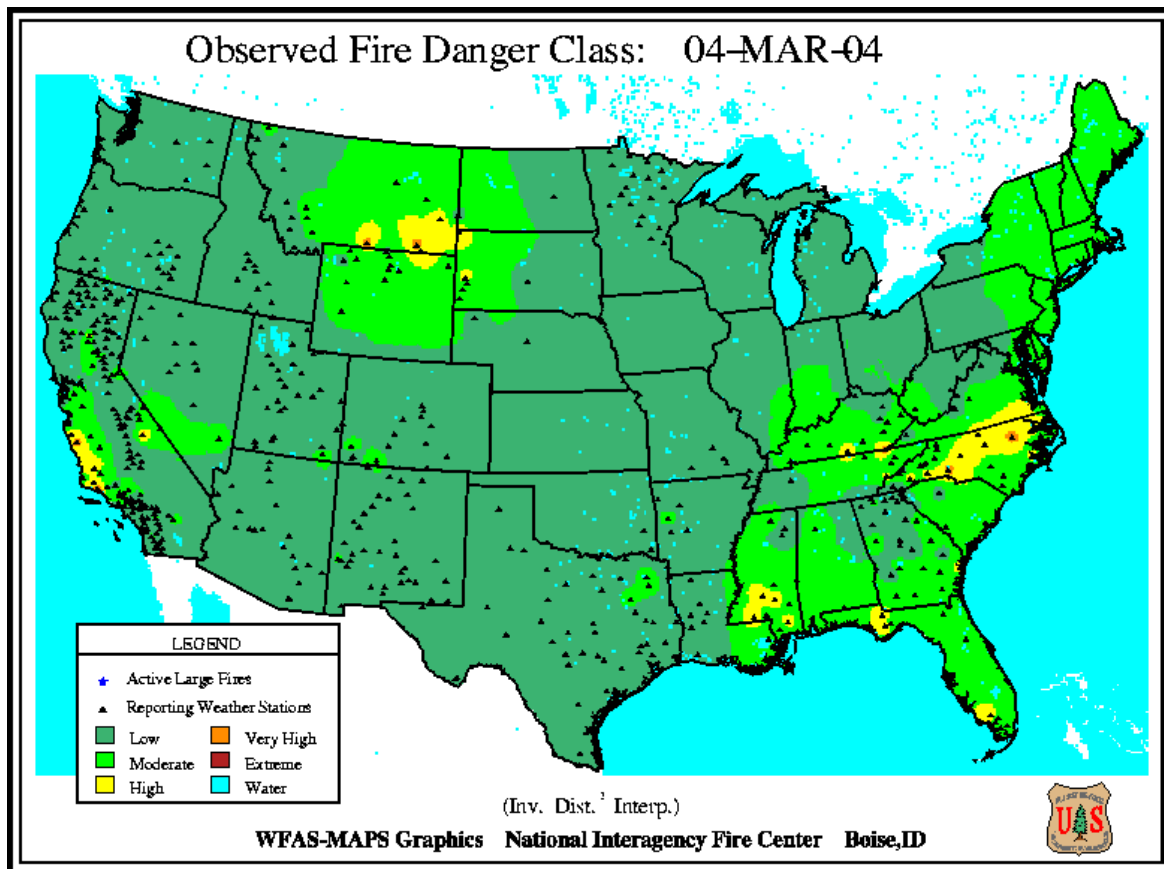 Observed Fire Danger Class: 04-MAR-04
LEGEND
Active Large Fires
Reporting Weather Stations
Low
Very High
Moderate
Extreme
High
Water
(Inv. Dist.² Interp.)
WFAS-MAPS Graphics National Interagency Fire Center Boise,ID
U S